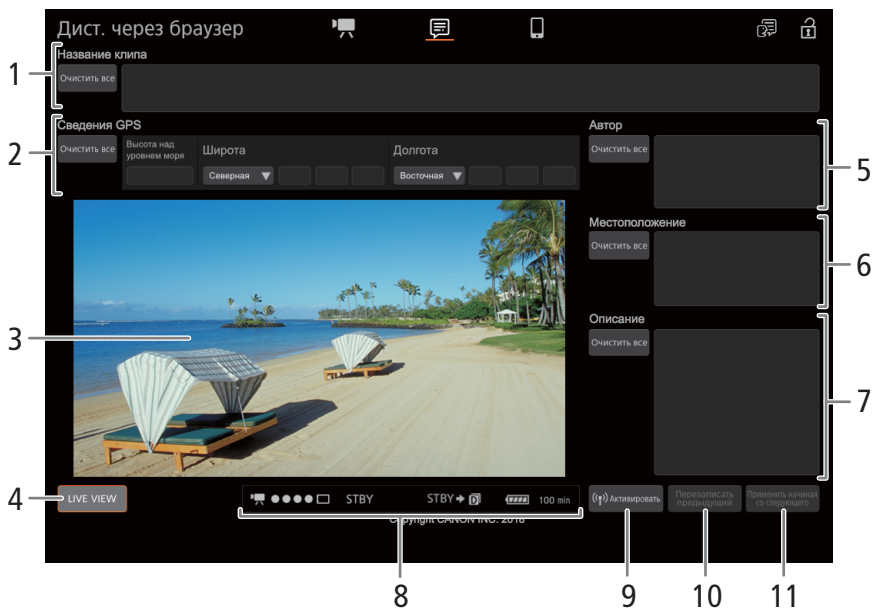 Дист. через браузер
Название клипа
1
Очистить все
Сведения GPS
Автор
2
Очистить все
Высота над
уровнем моря
Широта
Долгота
Очистить все
Северная
Восточная
5
Местоположение
Очистить все
6
Описание
3
Очистить все
7
4
LIVE VIEW
STBY
STBY
100 min
Активировать
Перезаписать
предыдущий
Применить начиная
со следующего
Copyright CANON INC. 2018
8
9
10
11